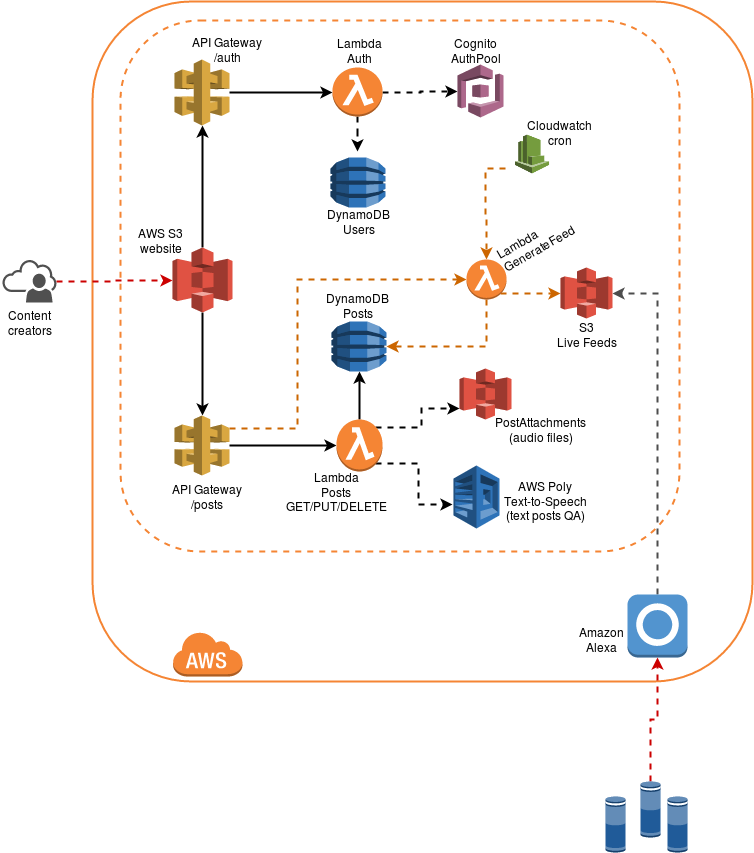 API Gateway
/auth
Lambda
Auth
Cognito
AuthPool
Cloudwatch
cron
DynamoDB
Users
AWS S3
website
Lambda
GenerateFeed
Content
creators
DynamoDB
Posts
S3
Live Feeds
PostAttachments
(audio files)
API Gateway
/posts
Lambda
Posts
GET/PUT/DELETE
AWS Poly
Text-to-Speech
(text posts QA)
Amazon
Alexa
AWS